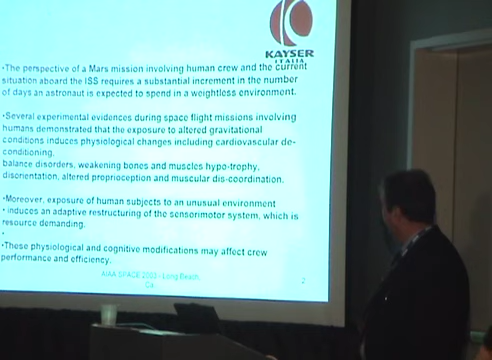 KAYSER
ITALIA
•The perspective of a Mars mission involving human crew and the current
situation aboard the ISS requires a substantial increment in the number
of days an astronaut is expected to spend in a weightless environment.
•Several experimental evidences during space flight missions involving
humans demonstrated that the exposure to altered gravitational
conditions induces physiological changes including cardiovascular de-
conditioning,
balance disorders, weakening bones and muscles hypo-trophy,
disorientation, altered proprioception and muscular dis-coordination.
•Moreover, exposure of human subjects to an unusual environment
• induces an adaptive restructuring of the sensorimotor system, which is
resource demanding.
•
•These physiological and cognitive modifications may affect crew
performance and efficiency.
AIAA SPACE 2003 - Long Beach,
Ca.
2